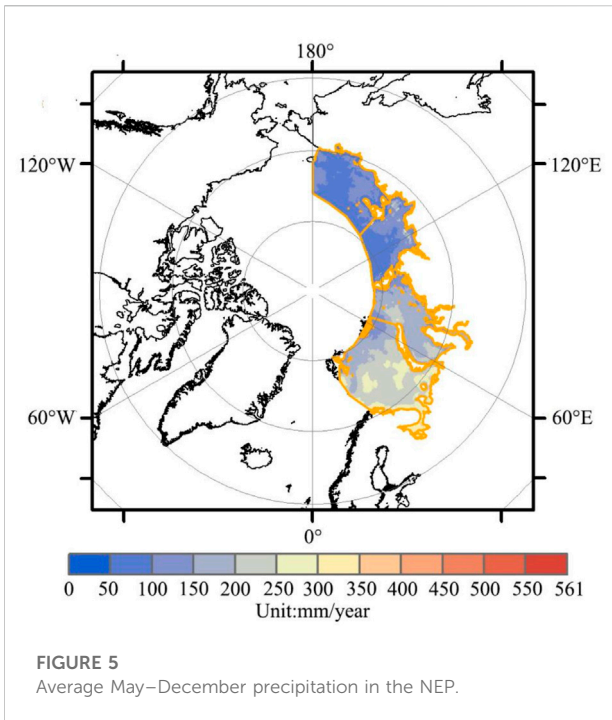 180°
120°W
120°E
60°W
60°E
0°
0 50 100 150 200 250 300 350 400 450 500 550 561
Unit:mm/year
FIGURE 5
Average May–December precipitation in the NEP.